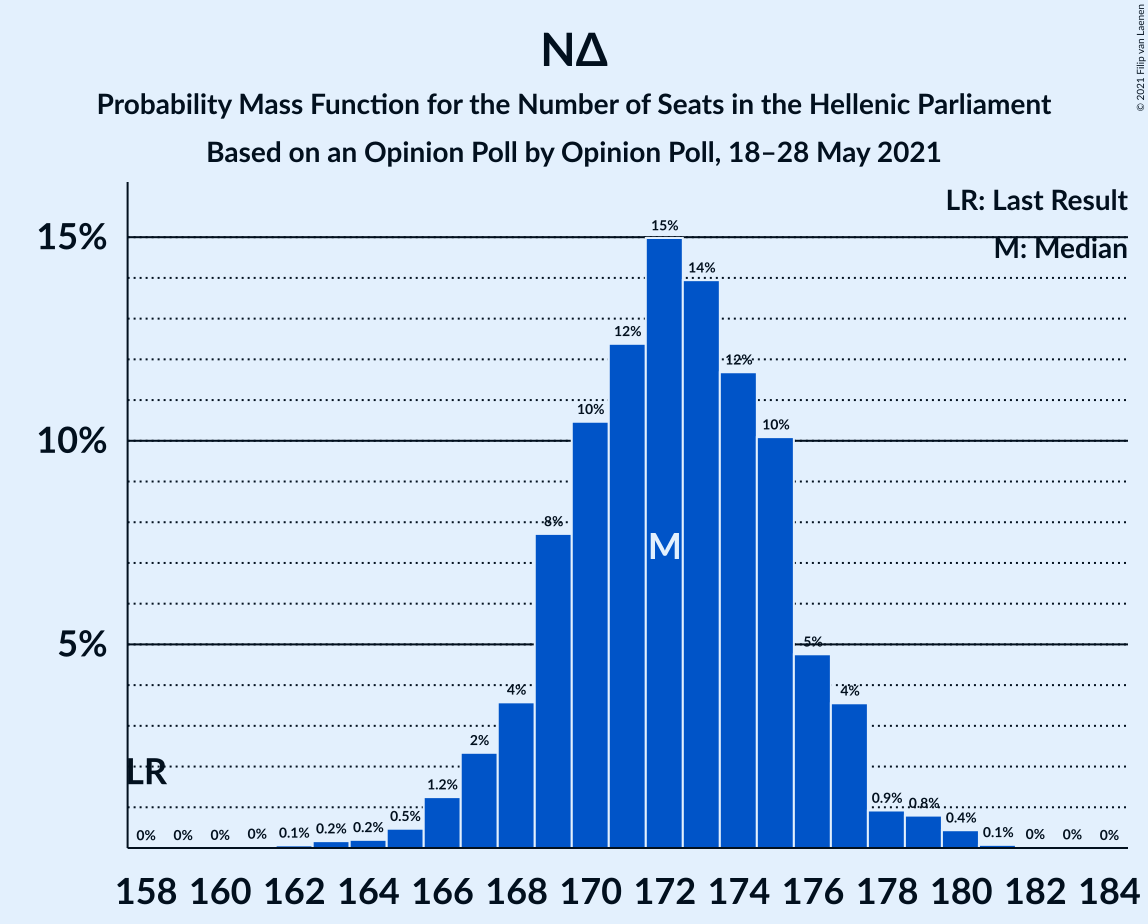 © 2021 Filip van Laenen
ΝΔ
Probability Mass Function for the Number of Seats in the Hellenic Parliament
Based on an Opinion Poll by Opinion Poll, 18–28 May 2021
LR: Last Result
M: Median
15%
10%
5%
0% 0% 0% 0% 0.1% 0.2% 0.2% 0.5% 1.2% 2% 4% 8% 10% 12% 15% 14% 12% 10% 5% 4% 0.9% 0.8% 0.4% 0.1% 0% 0% 0%
M
LR
158 160 162 164 166 168 170 172 174 176 178 180 182 184